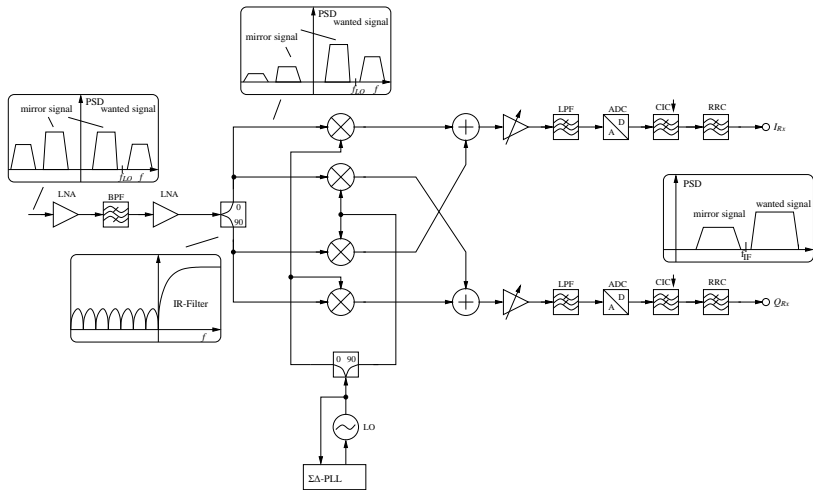 PSD
mirror signal
wanted signal
f_LO
f
PSD
mirror signal
wanted signal
f_LO
f
LNA
BPF
LNA
0
90
IR-Filter
f
LPF
ADC
D
A
CIC
RRC
I_Rx
PSD
mirror signal
wanted signal
f_IF
LPF
ADC
D
A
CIC
RRC
Q_Rx
0 90
LO
ΣΔ-PLL